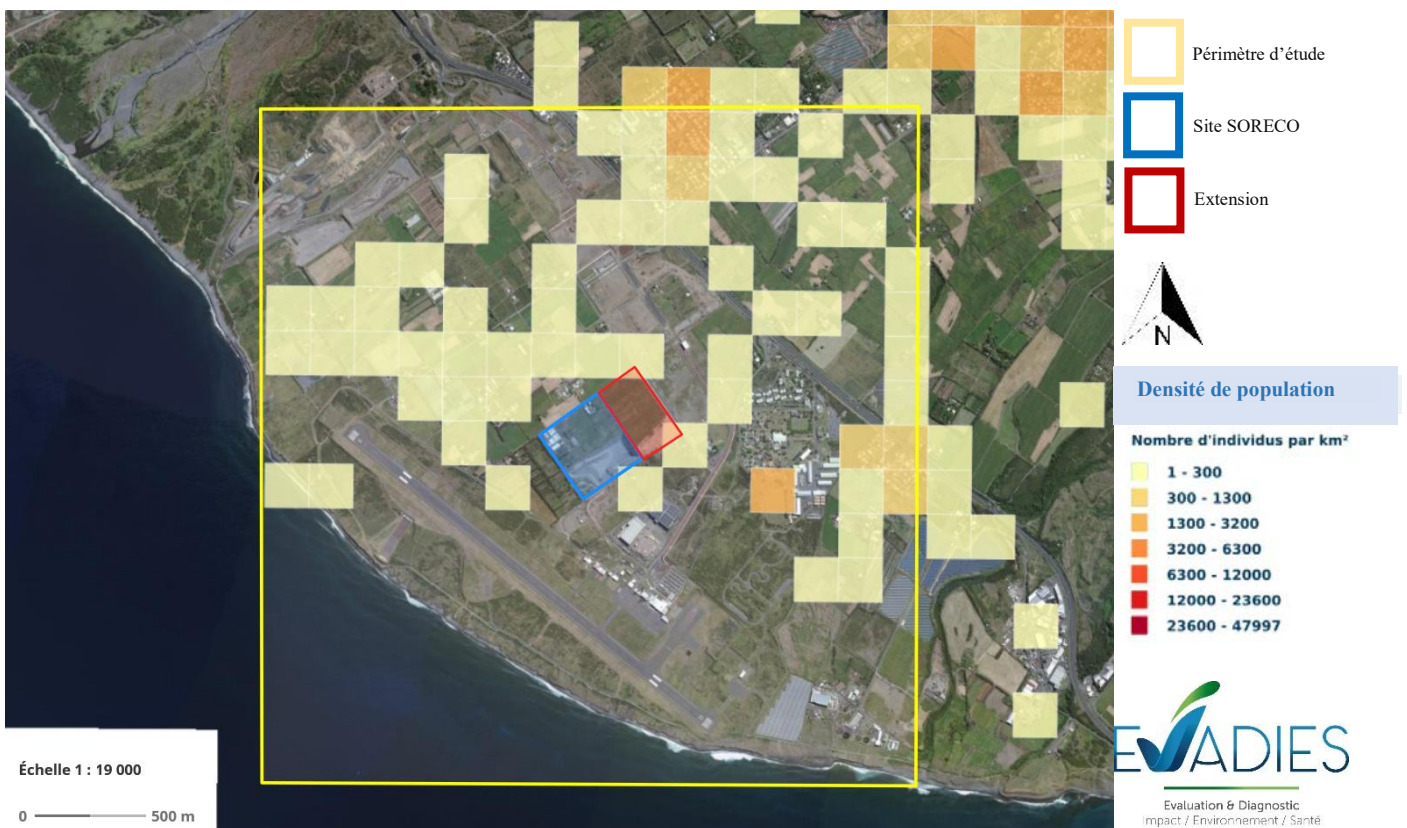 Périmètre d'étude
Site SORECO
Extension
N
Densité de population
Nombre d'individus par km²
1 - 300
300 - 1300
1300 - 3200
3200 - 6300
6300 - 12000
12000 - 23600
23600 - 47997
Échelle 1 : 19 000
0 500 m
EVADIES
Evaluation & Diagnostic
Impact / Environnement / Santé